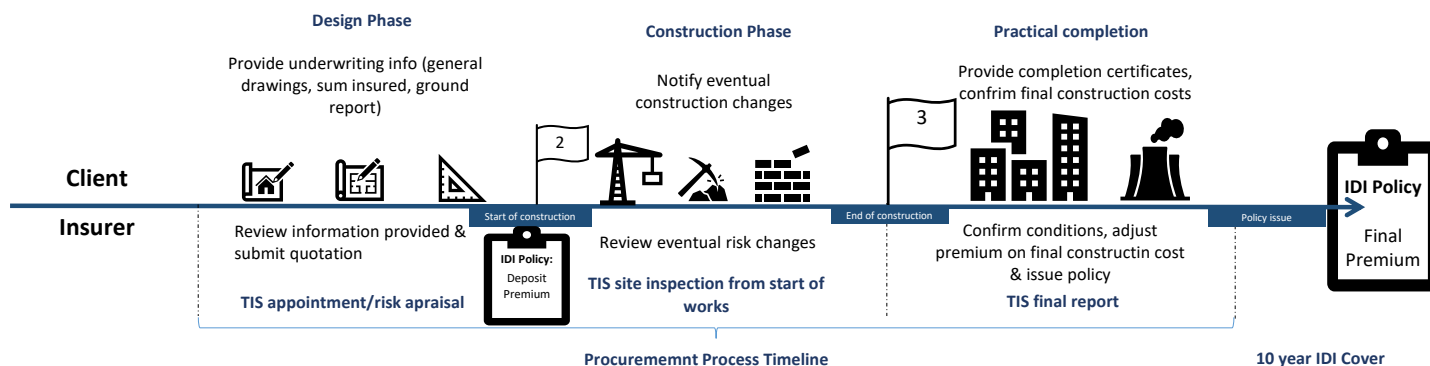 Design Phase
Provide underwriting info (general
drawings, sum insured, ground
report)
Construction Phase
Notify eventual
construction changes
Practical completion
Provide completion certificates,
confrim final construction costs
2
3
Client
Insurer
Start of construction
End of construction
Policy issue
IDI Policy
Final
Premium
Review information provided &
submit quotation
TIS appointment/risk apraisal
IDI Policy:
Deposit
Premium
Review eventual risk changes
TIS site inspection from start of
works
Confirm conditions, adjust
premium on final constructin cost
& issue policy
TIS final report
Procurememnt Process Timeline
10 year IDI Cover